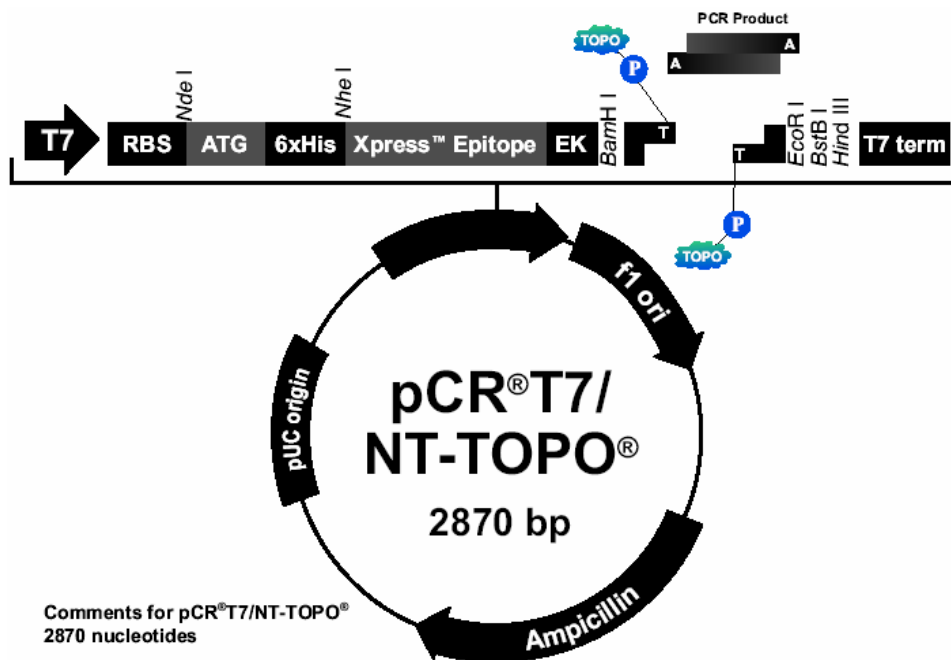 PCR Product
TOPO
P
A
A
Nde I
Nhe I
BamH I
EcoR I
BstB I
Hind III
T7
RBS
ATG
6xHis
Xpress™ Epitope
EK
T
T
T7 term
P
TOPO
f1 ori
pUC origin
Ampicillin
pCR®T7/
NT-TOPO®
2870 bp
Comments for pCR®T7/NT-TOPO®
2870 nucleotides